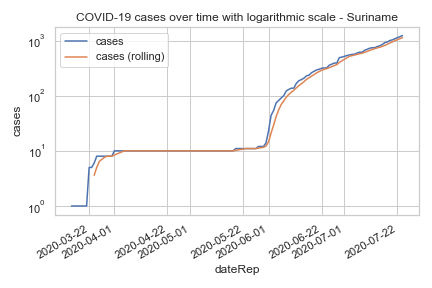 COVID-19 cases over time with logarithmic scale - Suriname
cases
cases (rolling)
10³
10²
10¹
10⁰
cases
2020-03-22
2020-04-01
2020-04-22
2020-05-01
2020-05-22
2020-06-01
2020-06-22
2020-07-01
2020-07-22
dateRep